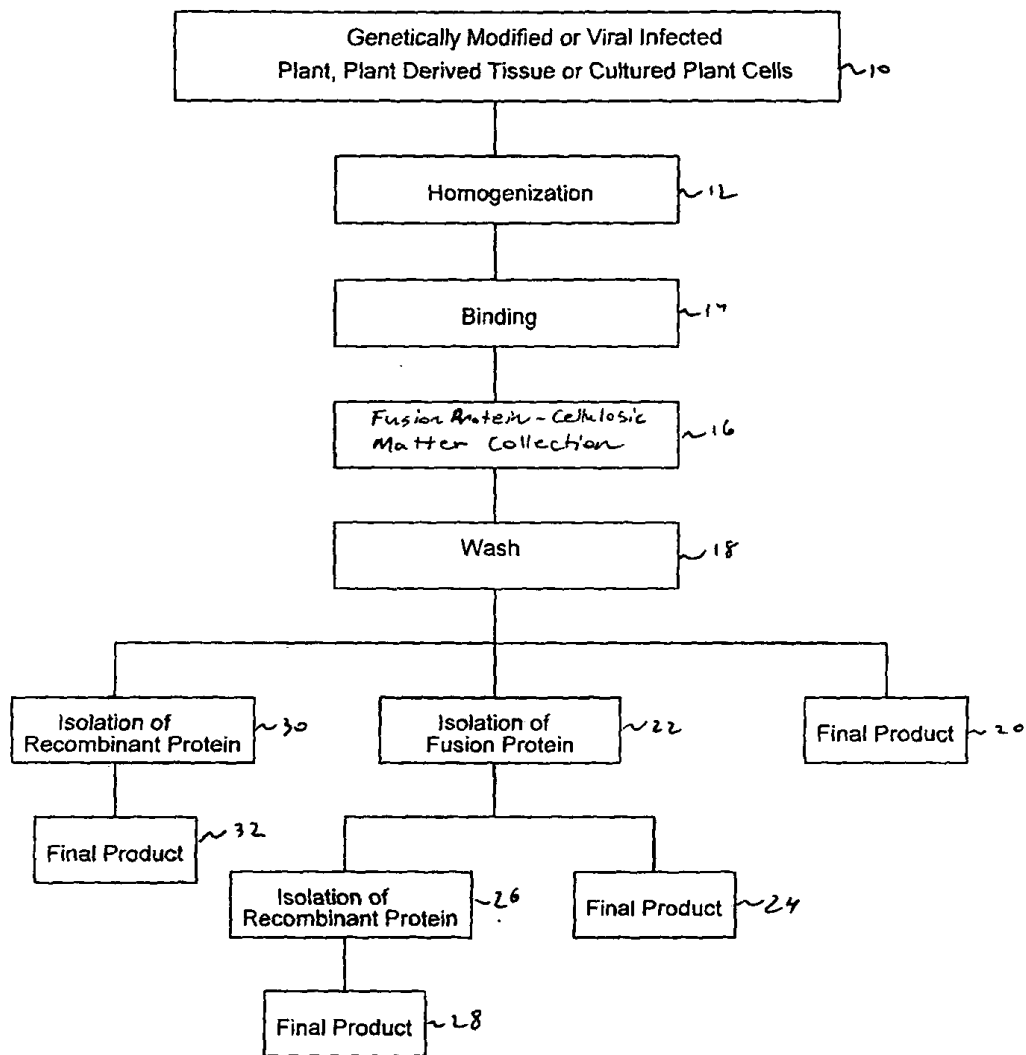 Genetically Modified or Viral Infected
Plant, Plant Derived Tissue or Cultured Plant Cells
10
Homogenization
12
Binding
14
Fusion Protein - Cellulosic
Matter Collection
16
Wash
18
Isolation of
Recombinant Protein
30
Isolation of
Fusion Protein
22
Final Product
20
Final Product
32
Isolation of
Recombinant Protein
26
Final Product
24
Final Product
28